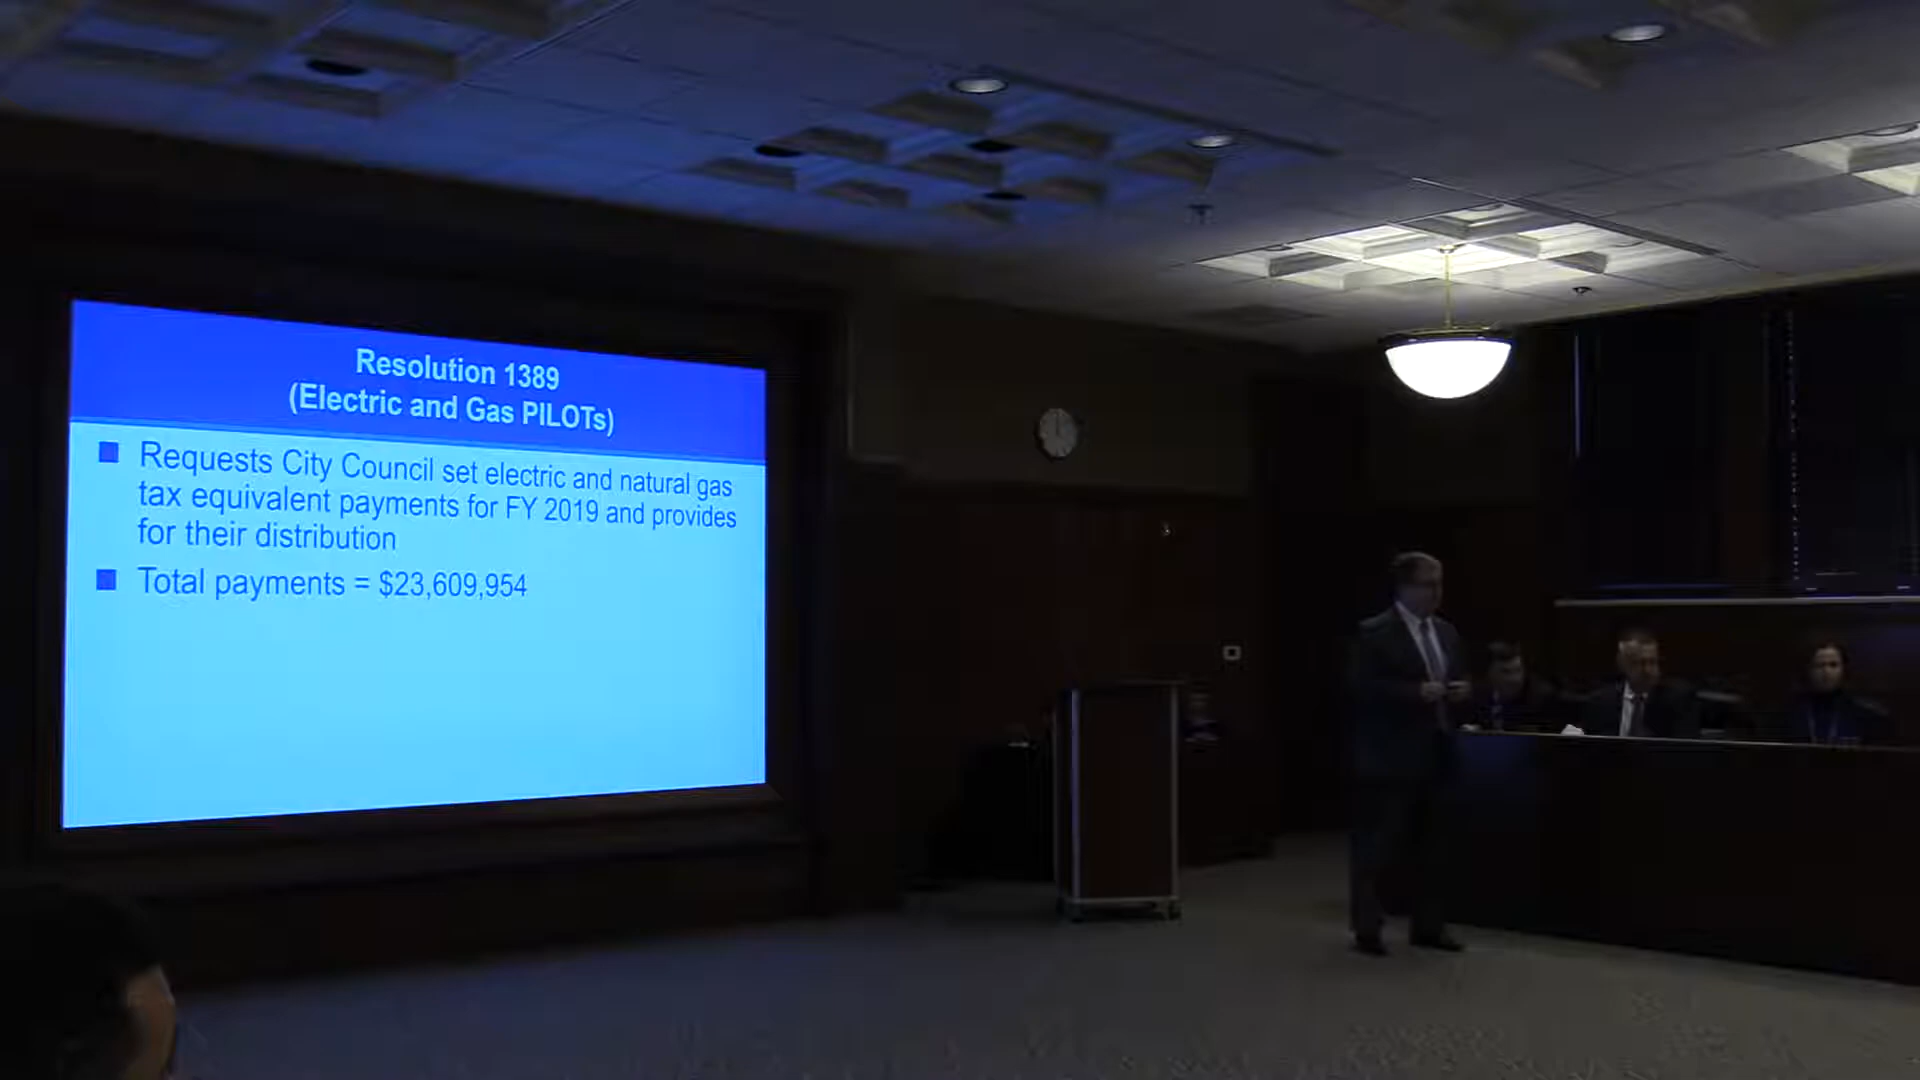 Resolution 1389
(Electric and Gas PILOTs)
Requests City Council set electric and natural gas
tax equivalent payments for FY 2019 and provides
for their distribution
Total payments = $23,609,954